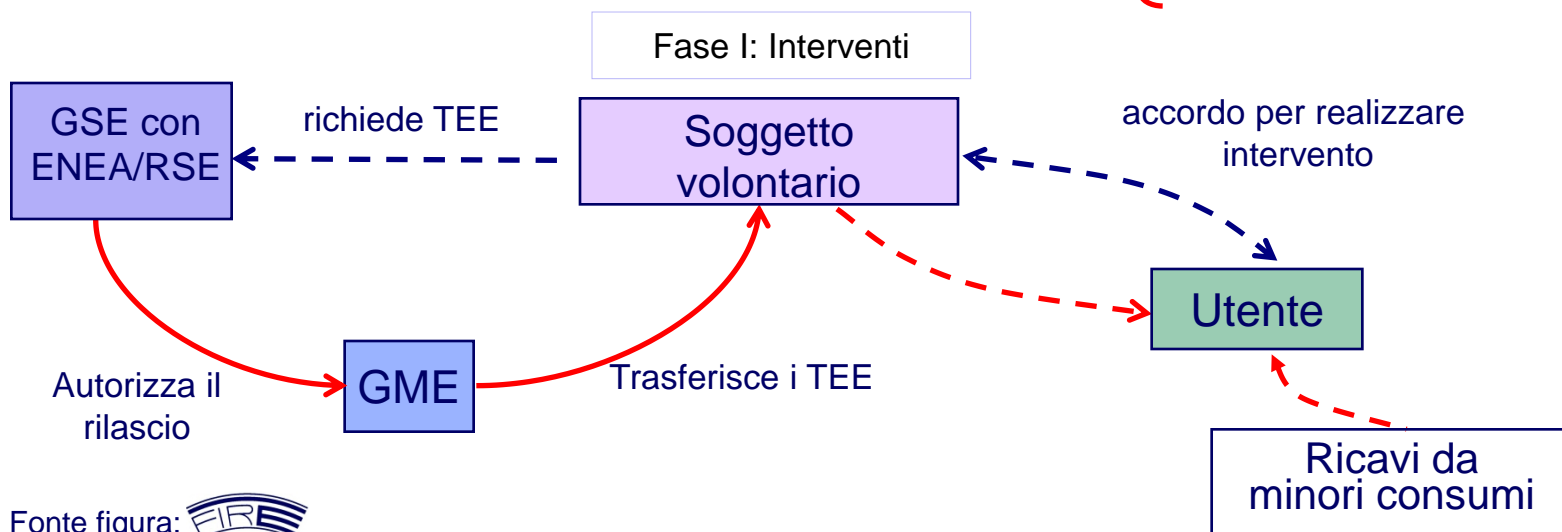 Fase I: Interventi
GSE con
ENEA/RSE
richiede TEE
Soggetto
volontario
accordo per realizzare
intervento
Utente
Autorizza il
rilascio
GME
Trasferisce i TEE
Ricavi da
minori consumi
Fonte figura: FIRE